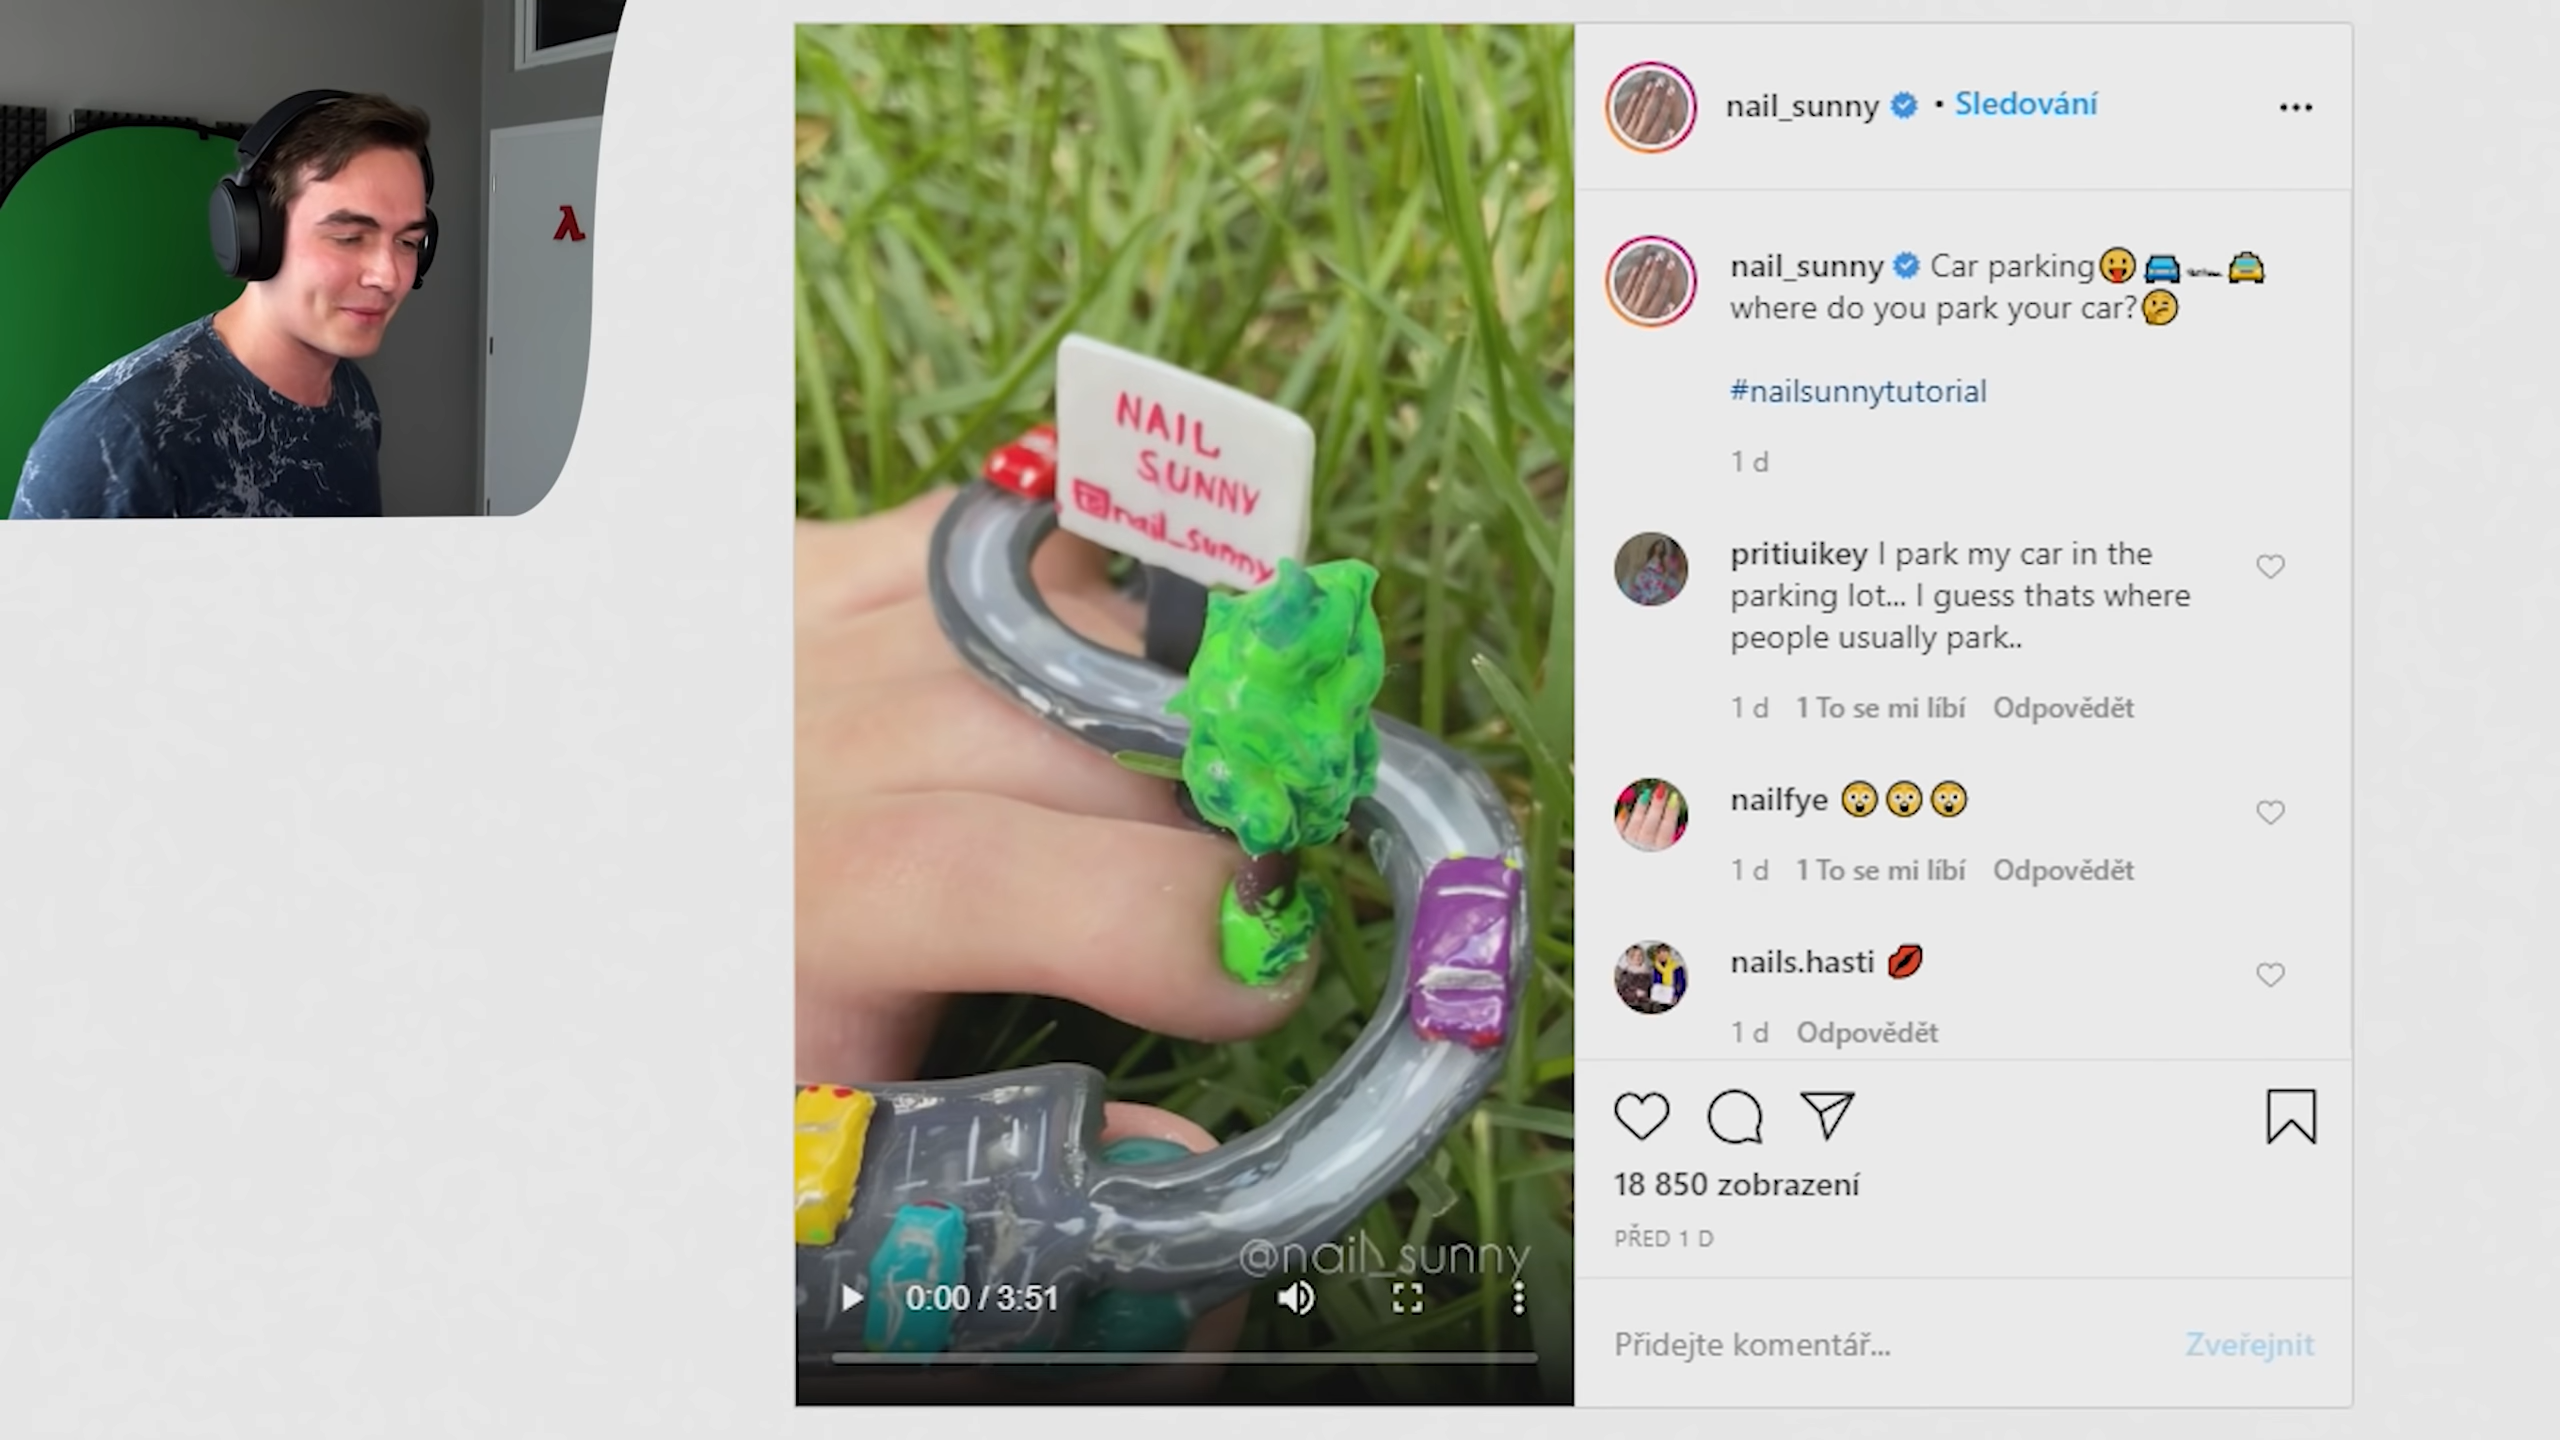 λ
NAIL
SUNNY
nail_sunny
@nail_sunny
0:00 / 3:51
nail_sunny • Sledování
nail_sunny Car parking😛🚙🚬🚖
where do you park your car?🤔
#nailsunnytutorial
1 d
pritiuikey I park my car in the
parking lot... I guess thats where
people usually park..
1 d 1 To se mi líbí Odpovědět
nailfye 😲😲😲
1 d 1 To se mi líbí Odpovědět
nails.hasti 💋
1 d Odpovědět
18 850 zobrazení
PŘED 1 D
Přidejte komentář... Zveřejnit